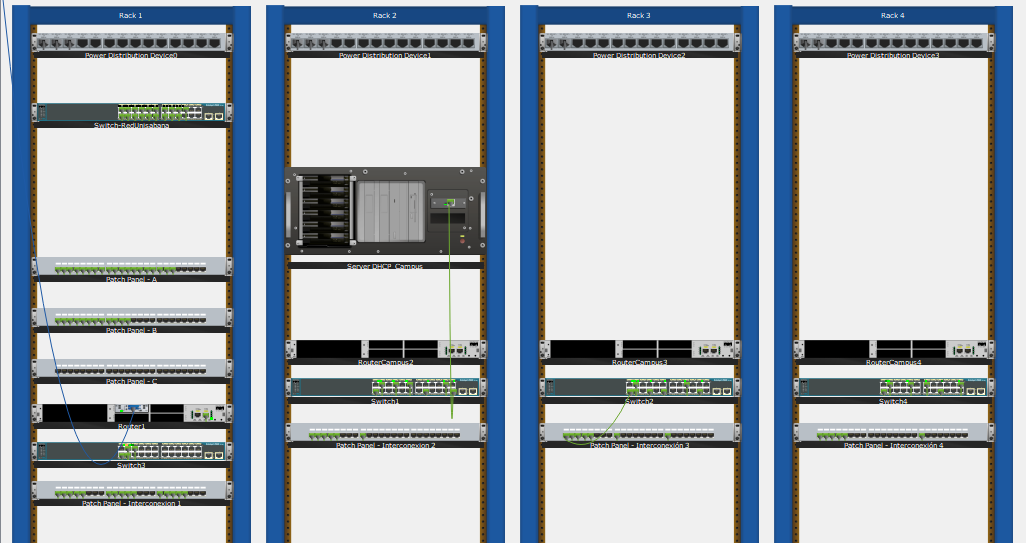 Rack 1
Power Distribution Device0
Switch-RedUnisabana
Patch Panel - A
Patch Panel - B
Patch Panel - C
Router1
Switch3
Patch Panel - Interconexion 1
Rack 2
Power Distribution Device1
Server DHCP_Campus
RouterCampus2
Switch1
Patch Panel - Interconexión 2
Rack 3
Power Distribution Device2
RouterCampus3
Switch2
Patch Panel - Interconexión 3
Rack 4
Power Distribution Device3
RouterCampus4
Switch4
Patch Panel - Interconexión 4